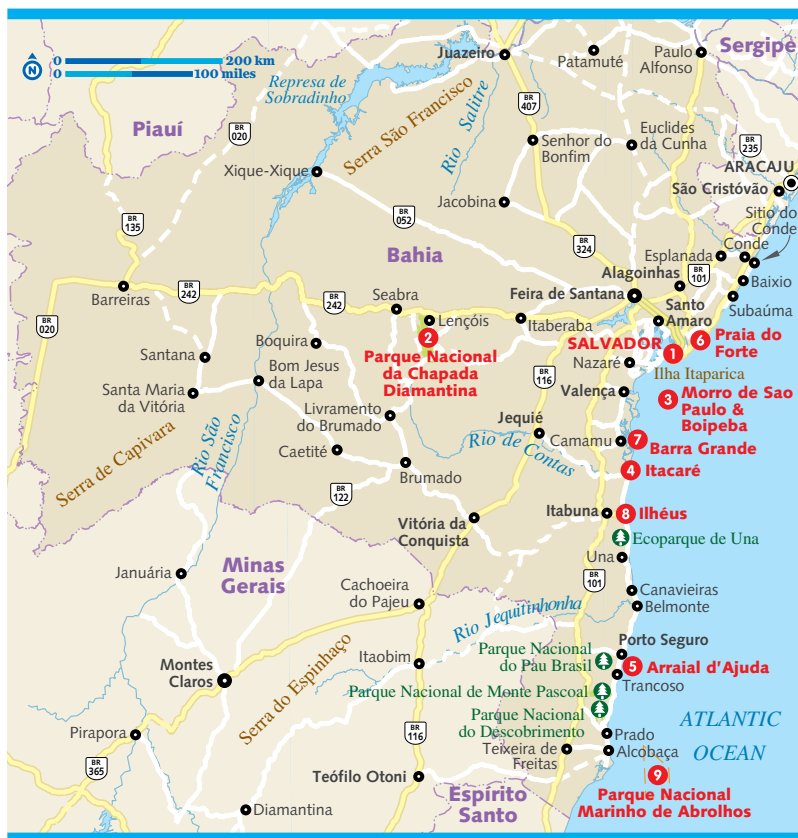 Juazeiro
Patamuté
Paulo
Alfonso
Sergipe
0 200 km
0 100 miles
N
Represa de
Sobradinho
BR
020
BR
407
Piauí
Serra São Francisco
Rio Salitre
Senhor do
Bonfim
Euclides
da Cunha
BR
235
ARACAJU
Xique-Xique
São Cristóvão
Jacobina
Sitio do
Conde
BR
135
BR
052
BR
324
Bahia
Esplanada
Conde
Alagoinhas
BR
101
Baixio
Barreiras
BR
242
BR
242
Seabra
Feira de Santana
Subaúma
Santo
Amaro
BR
020
Lençóis
Itaberaba
Boquira
2
Parque Nacional
da Chapada
Diamantina
SALVADOR
1
6
Praia do
Forte
Santana
Nazaré
Ilha Itaparica
Bom Jesus
da Lapa
BR
116
Santa Maria
da Vitória
Valença
3
Morro de Sao
Paulo &
Boipeba
Livramento
do Brumado
Jequié
Serra de Capivara
Rio São
Francisco
Rio de Contas
Camamu
7
Barra Grande
Caetité
Brumado
4
Itacaré
BR
122
Vitória da
Conquista
Itabuna
8
Ilhéus
Ecoparque de Una
Minas
Gerais
Una
Januária
BR
101
Cachoeira
do Pajeu
Canavieiras
Belmonte
Rio Jequitinhonha
Serra do Espinhaço
Itaobim
Porto Seguro
Parque Nacional
do Pau Brasil
5
Arraial d'Ajuda
Montes
Claros
Trancoso
Parque Nacional de Monte Pascoal
Parque Nacional
do Descobrimento
ATLANTIC
OCEAN
Pirapora
BR
116
Prado
Teixeira de
Freitas
Alcobaça
BR
365
Teófilo Otoni
9
Parque Nacional
Marinho de Abrolhos
Espírito
Santo
Diamantina